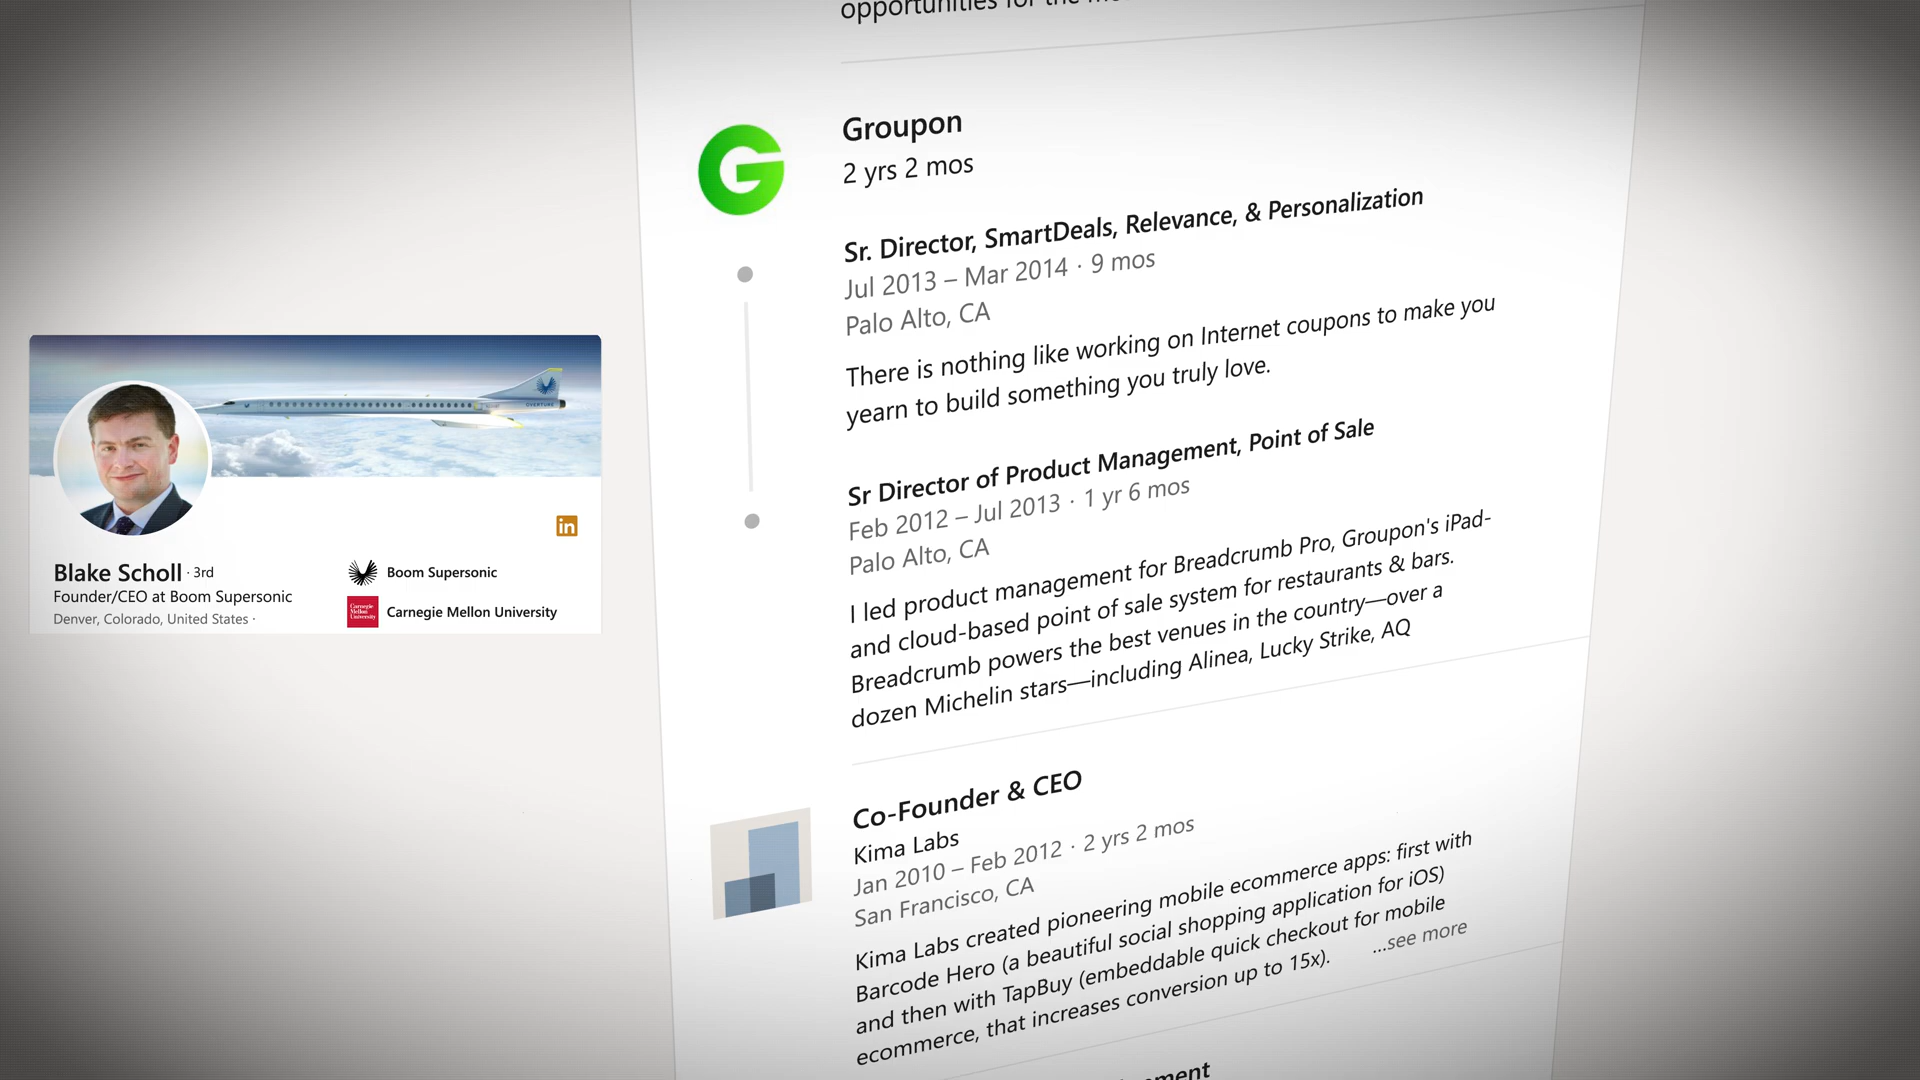 opportunities for the
Groupon
2 yrs 2 mos
Sr. Director, SmartDeals, Relevance, & Personalization
Jul 2013 – Mar 2014 · 9 mos
Palo Alto, CA
There is nothing like working on Internet coupons to make you
yearn to build something you truly love.
Sr Director of Product Management, Point of Sale
Feb 2012 – Jul 2013 · 1 yr 6 mos
Palo Alto, CA
I led product management for Breadcrumb Pro, Groupon's iPad-
and cloud-based point of sale system for restaurants & bars.
Breadcrumb powers the best venues in the country—over a
dozen Michelin stars—including Alinea, Lucky Strike, AQ
Co-Founder & CEO
Kima Labs
Jan 2010 – Feb 2012 · 2 yrs 2 mos
San Francisco, CA
Kima Labs created pioneering mobile ecommerce apps: first with
Barcode Hero (a beautiful social shopping application for iOS)
and then with TapBuy (embeddable quick checkout for mobile
ecommerce, that increases conversion up to 15x). ...see more
OVERTURE
in
Blake Scholl · 3rd
Founder/CEO at Boom Supersonic
Denver, Colorado, United States ·
Boom Supersonic
Carnegie Mellon University
Carnegie Mellon University